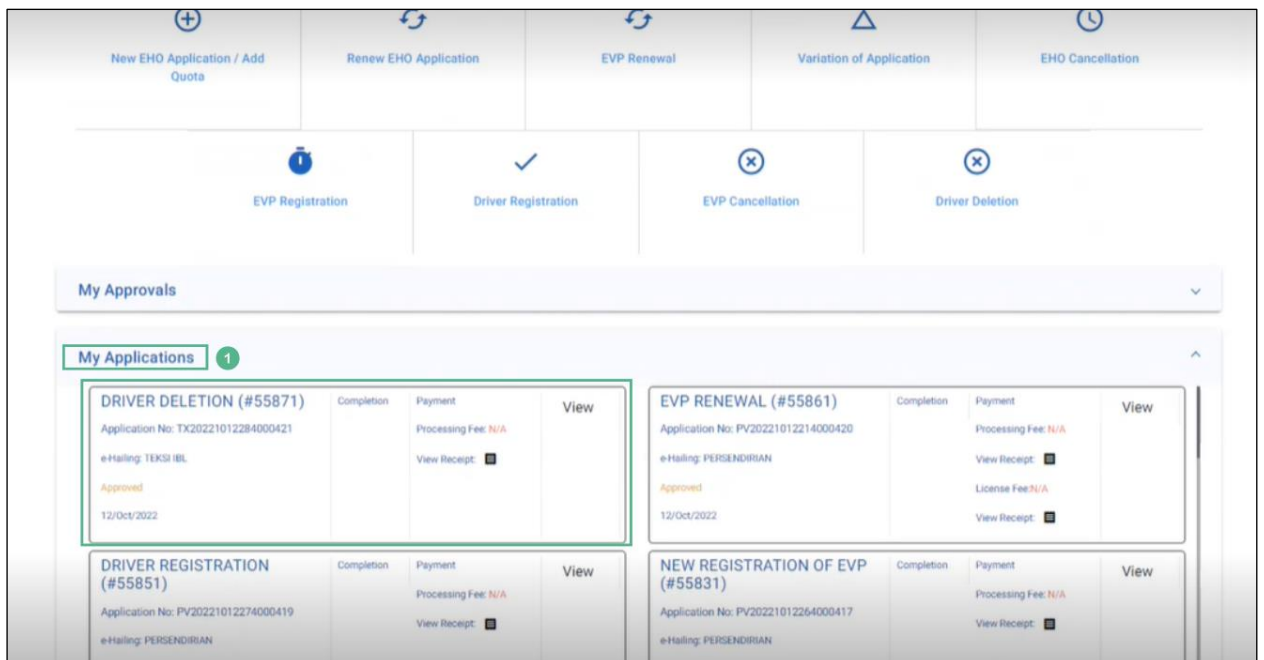 New EHO Application / Add
Quota
Renew EHO Application
EVP Renewal
Variation of Application
EHO Cancellation
EVP Registration
Driver Registration
EVP Cancellation
Driver Deletion
My Approvals
My Applications
1
DRIVER DELETION (#55871)
Completion
Payment
View
Application No: TX20221012284000421
Processing Fee: N/A
e-Hailing: TEKSI IBL
View Receipt:
Approved
12/Oct/2022
EVP RENEWAL (#55861)
Completion
Payment
View
Application No: PV20221012214000420
Processing Fee: N/A
e-Hailing: PERSENDIRIAN
View Receipt:
Approved
License Fee:N/A
12/Oct/2022
View Receipt:
DRIVER REGISTRATION
(#55851)
Completion
Payment
View
Processing Fee: N/A
Application No: PV20221012274000419
View Receipt:
e-Hailing: PERSENDIRIAN
NEW REGISTRATION OF EVP
(#55831)
Completion
Payment
View
Processing Fee: N/A
Application No: PV20221012264000417
View Receipt:
e-Hailing: PERSENDIRIAN